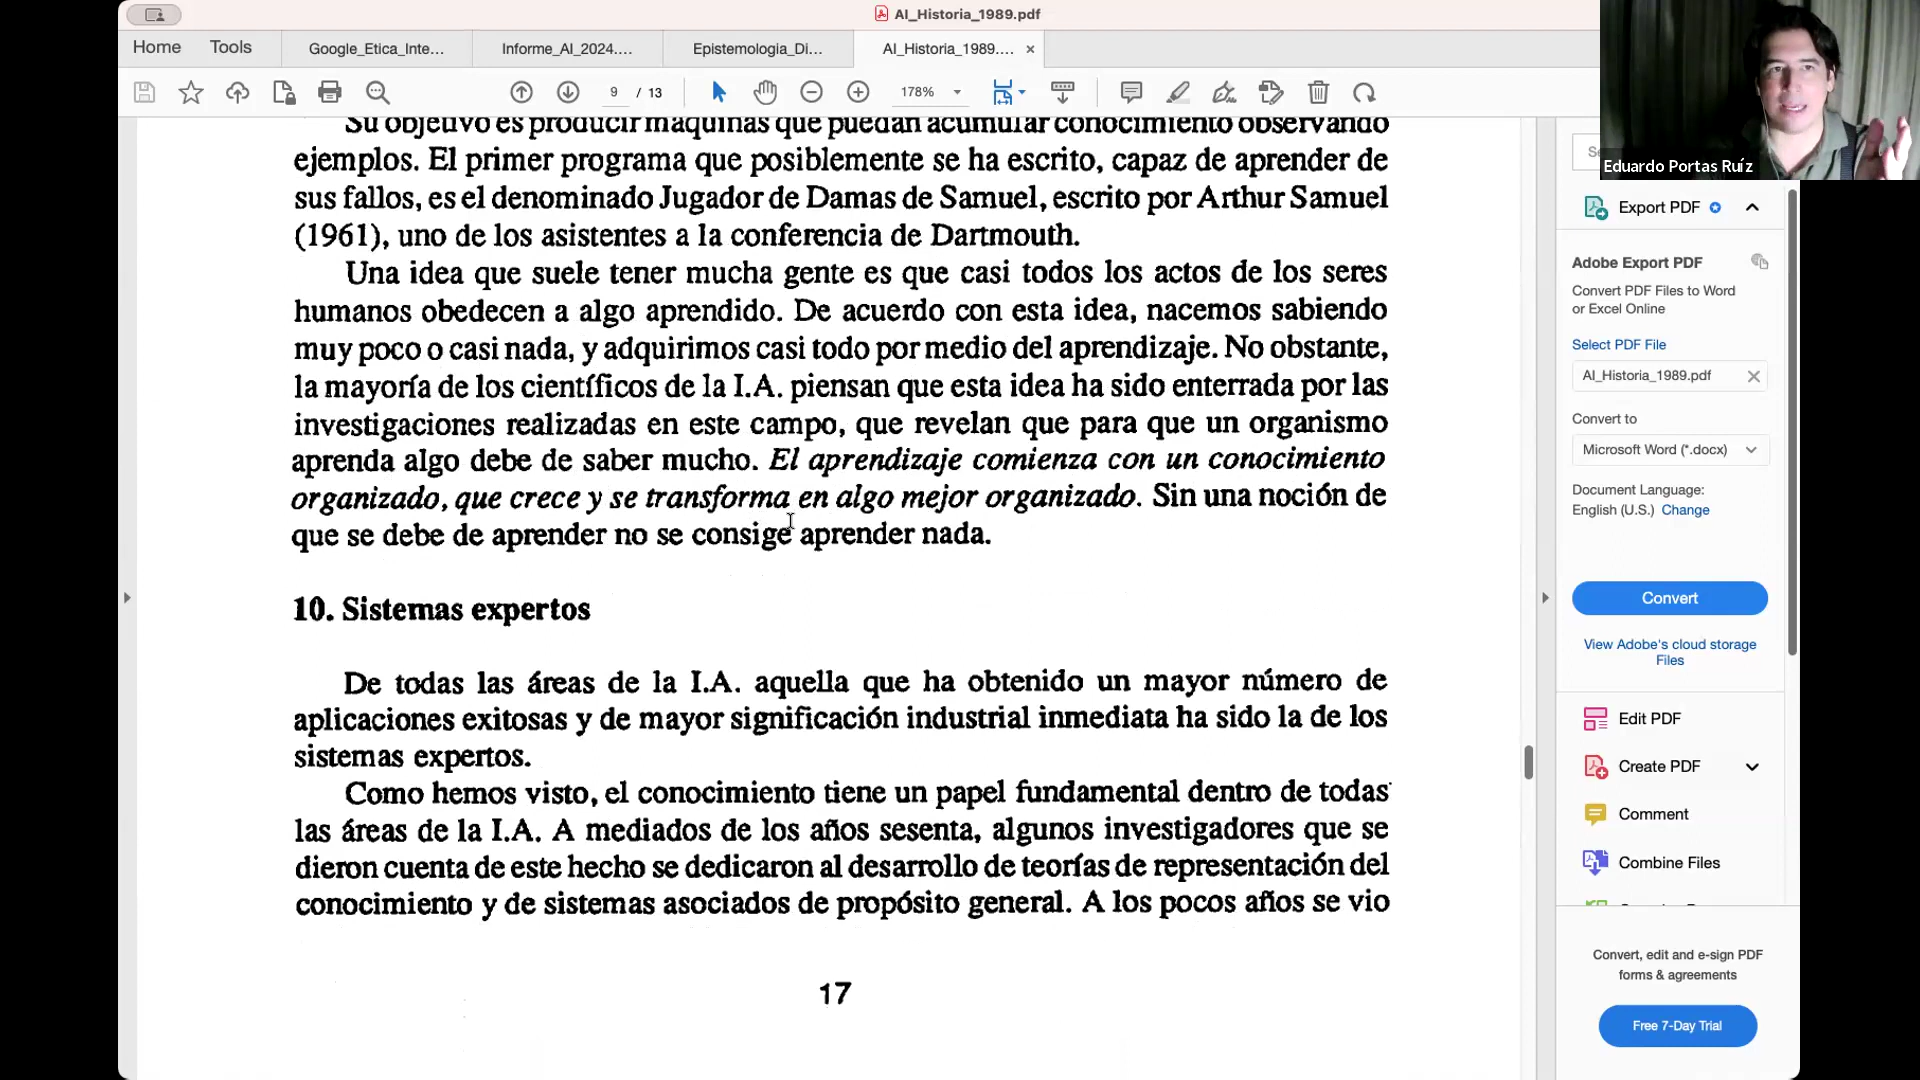 AI_Historia_1989.pdf
Home
Tools
Google_Etica_Inte...
Informe_AI_2024....
Epistemologia_Di...
AI_Historia_1989....
9 / 13
178%
Eduardo Portas Ruíz
Su objetivo es producir máquinas que puedan acumular conocimiento observando
ejemplos. El primer programa que posiblemente se ha escrito, capaz de aprender de
sus fallos, es el denominado Jugador de Damas de Samuel, escrito por Arthur Samuel
(1961), uno de los asistentes a la conferencia de Dartmouth.
Una idea que suele tener mucha gente es que casi todos los actos de los seres
humanos obedecen a algo aprendido. De acuerdo con esta idea, nacemos sabiendo
muy poco o casi nada, y adquirimos casi todo por medio del aprendizaje. No obstante,
la mayoría de los científicos de la I.A. piensan que esta idea ha sido enterrada por las
investigaciones realizadas en este campo, que revelan que para que un organismo
aprenda algo debe de saber mucho. El aprendizaje comienza con un conocimiento
organizado, que crece y se transforma en algo mejor organizado. Sin una noción de
que se debe de aprender no se consige aprender nada.
10. Sistemas expertos
De todas las áreas de la I.A. aquella que ha obtenido un mayor número de
aplicaciones exitosas y de mayor significación industrial inmediata ha sido la de los
sistemas expertos.
Como hemos visto, el conocimiento tiene un papel fundamental dentro de todas
las áreas de la I.A. A mediados de los años sesenta, algunos investigadores que se
dieron cuenta de este hecho se dedicaron al desarrollo de teorías de representación del
conocimiento y de sistemas asociados de propósito general. A los pocos años se vio
17
Export PDF
Adobe Export PDF
Convert PDF Files to Word
or Excel Online
Select PDF File
AI_Historia_1989.pdf
Convert to
Microsoft Word (*.docx)
Document Language:
English (U.S.) Change
Convert
View Adobe's cloud storage
Files
Edit PDF
Create PDF
Comment
Combine Files
Convert, edit and e-sign PDF
forms & agreements
Free 7-Day Trial